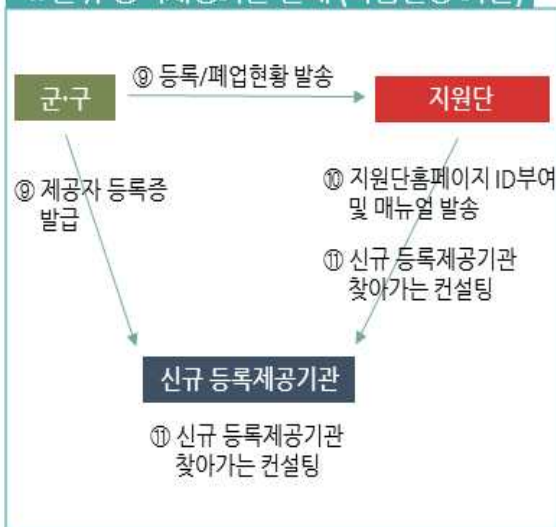 ⑨ 등록/폐업현황 발송
군·구
지원단
⑨ 제공자 등록증
발급
⑩ 지원단홈페이지 ID부여
및 매뉴얼 발송
⑪ 신규 등록제공기관
찾아가는 컨설팅
신규 등록제공기관
⑪ 신규 등록제공기관
찾아가는 컨설팅